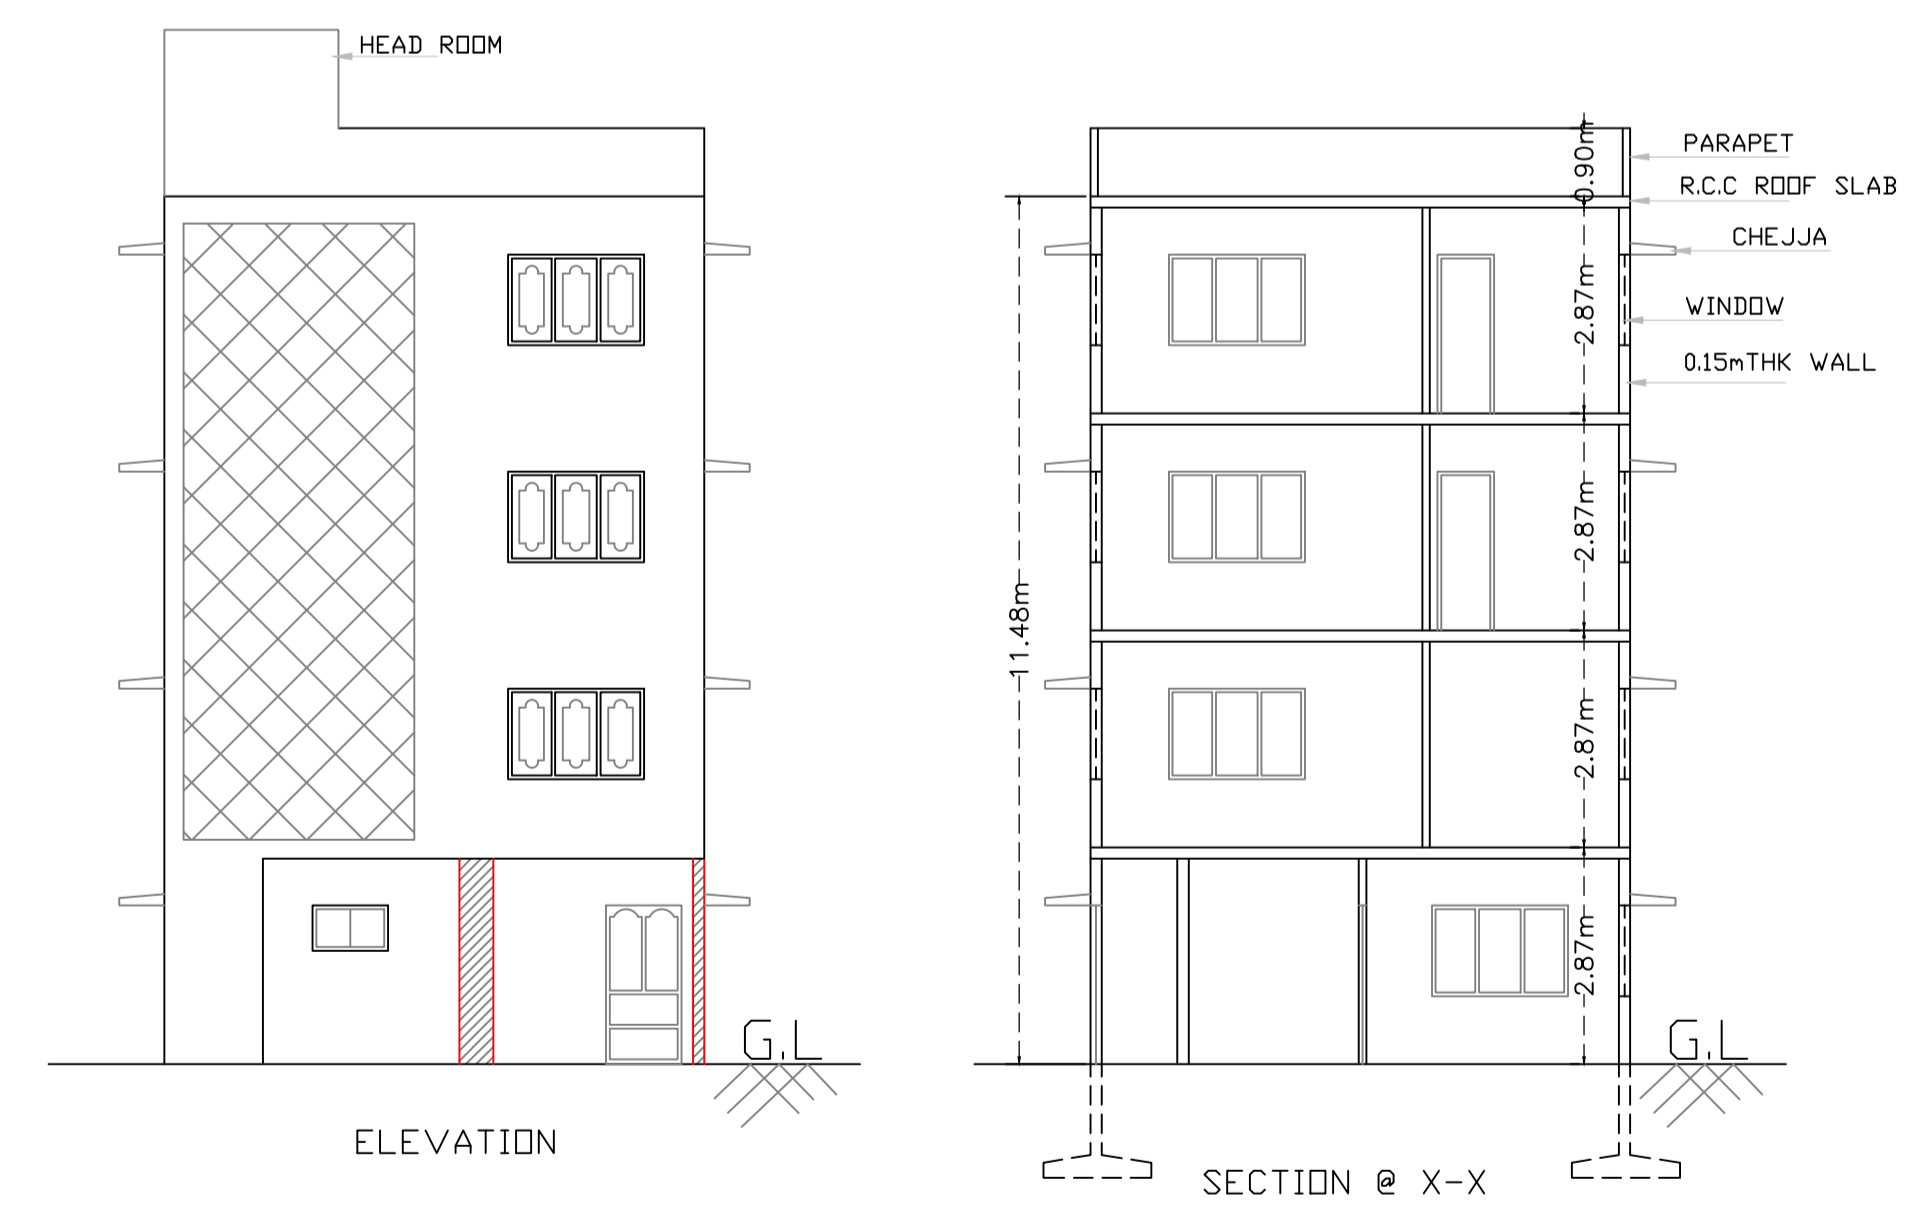 HEAD ROOM
0.90m
PARAPET
R.C.C ROOF SLAB
CHEJJA
2.87m
WINDOW
0.15mTHK WALL
2.87m
11.48m
2.87m
2.87m
G.L
G.L
ELEVATION
SECTION @ X-X